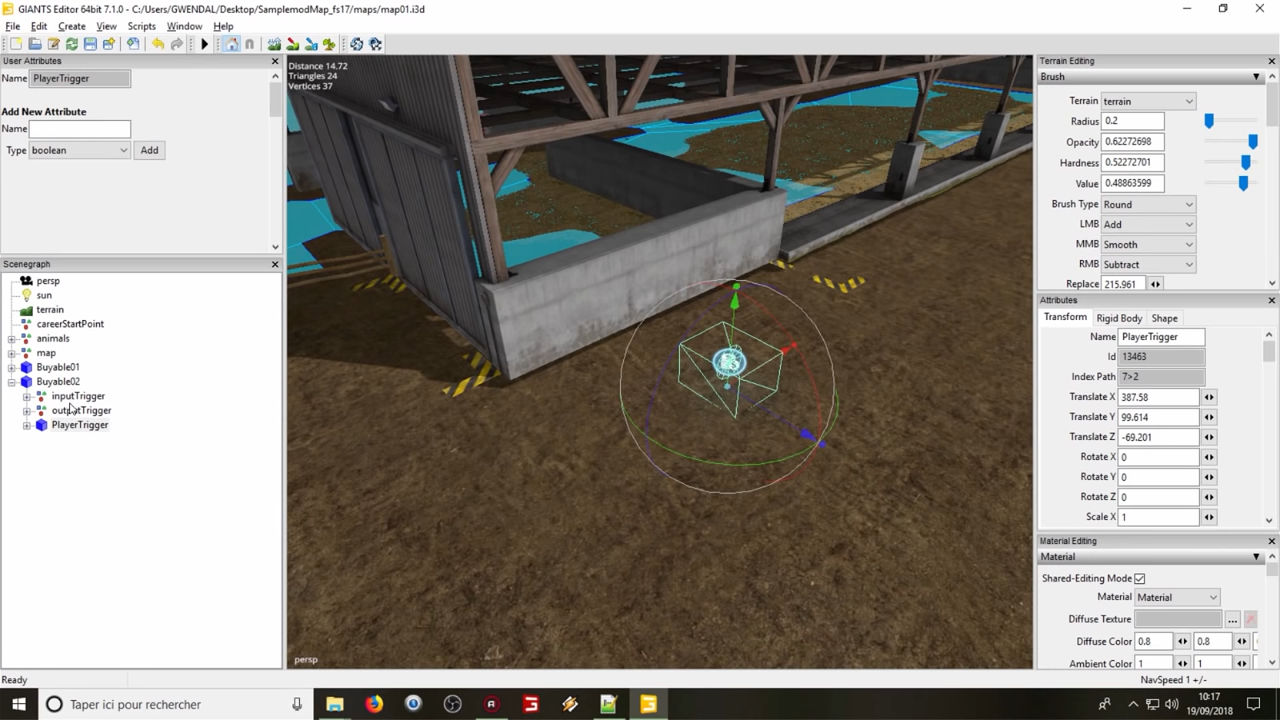 GIANTS Editor 64bit 7.1.0 - C:/Users/GWENDAL/Desktop/SamplemodMap_fs17/maps/map01.i3d
File Edit Create View Scripts Window Help
User Attributes
Name PlayerTrigger
Add New Attribute
Name
Type boolean Add
Scenegraph
persp
sun
terrain
careerStartPoint
animals
map
Buyable01
Buyable02
inputTrigger
outputTrigger
PlayerTrigger
Distance 14.72
Triangles 24
Vertices 37
persp
Terrain Editing
Brush
Terrain terrain
Radius 0.2
Opacity 0.62272698
Hardness 0.52272701
Value 0.48863599
Brush Type Round
LMB Add
MMB Smooth
RMB Subtract
Replace 215.961
Attributes
Transform Rigid Body Shape
Name PlayerTrigger
Id 13463
Index Path 7>2
Translate X 387.58
Translate Y 99.614
Translate Z -69.201
Rotate X 0
Rotate Y 0
Rotate Z 0
Scale X 1
Material Editing
Material
Shared-Editing Mode
Material Material
Diffuse Texture ...
Diffuse Color 0.8 0.8
Ambient Color 1 1
Ready
NavSpeed 1 +/-
Taper ici pour rechercher
10:17
19/09/2018